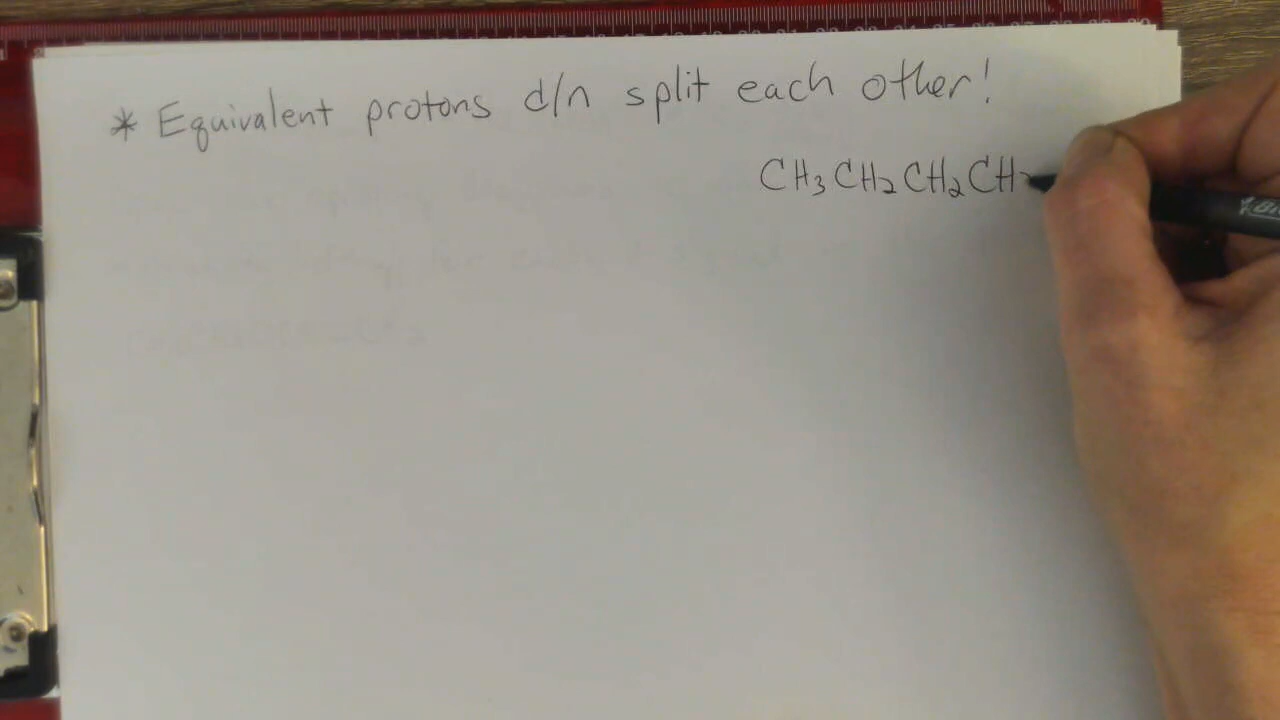 * Equivalent protons d/n split each other!
CH₃CH₂CH₂CH